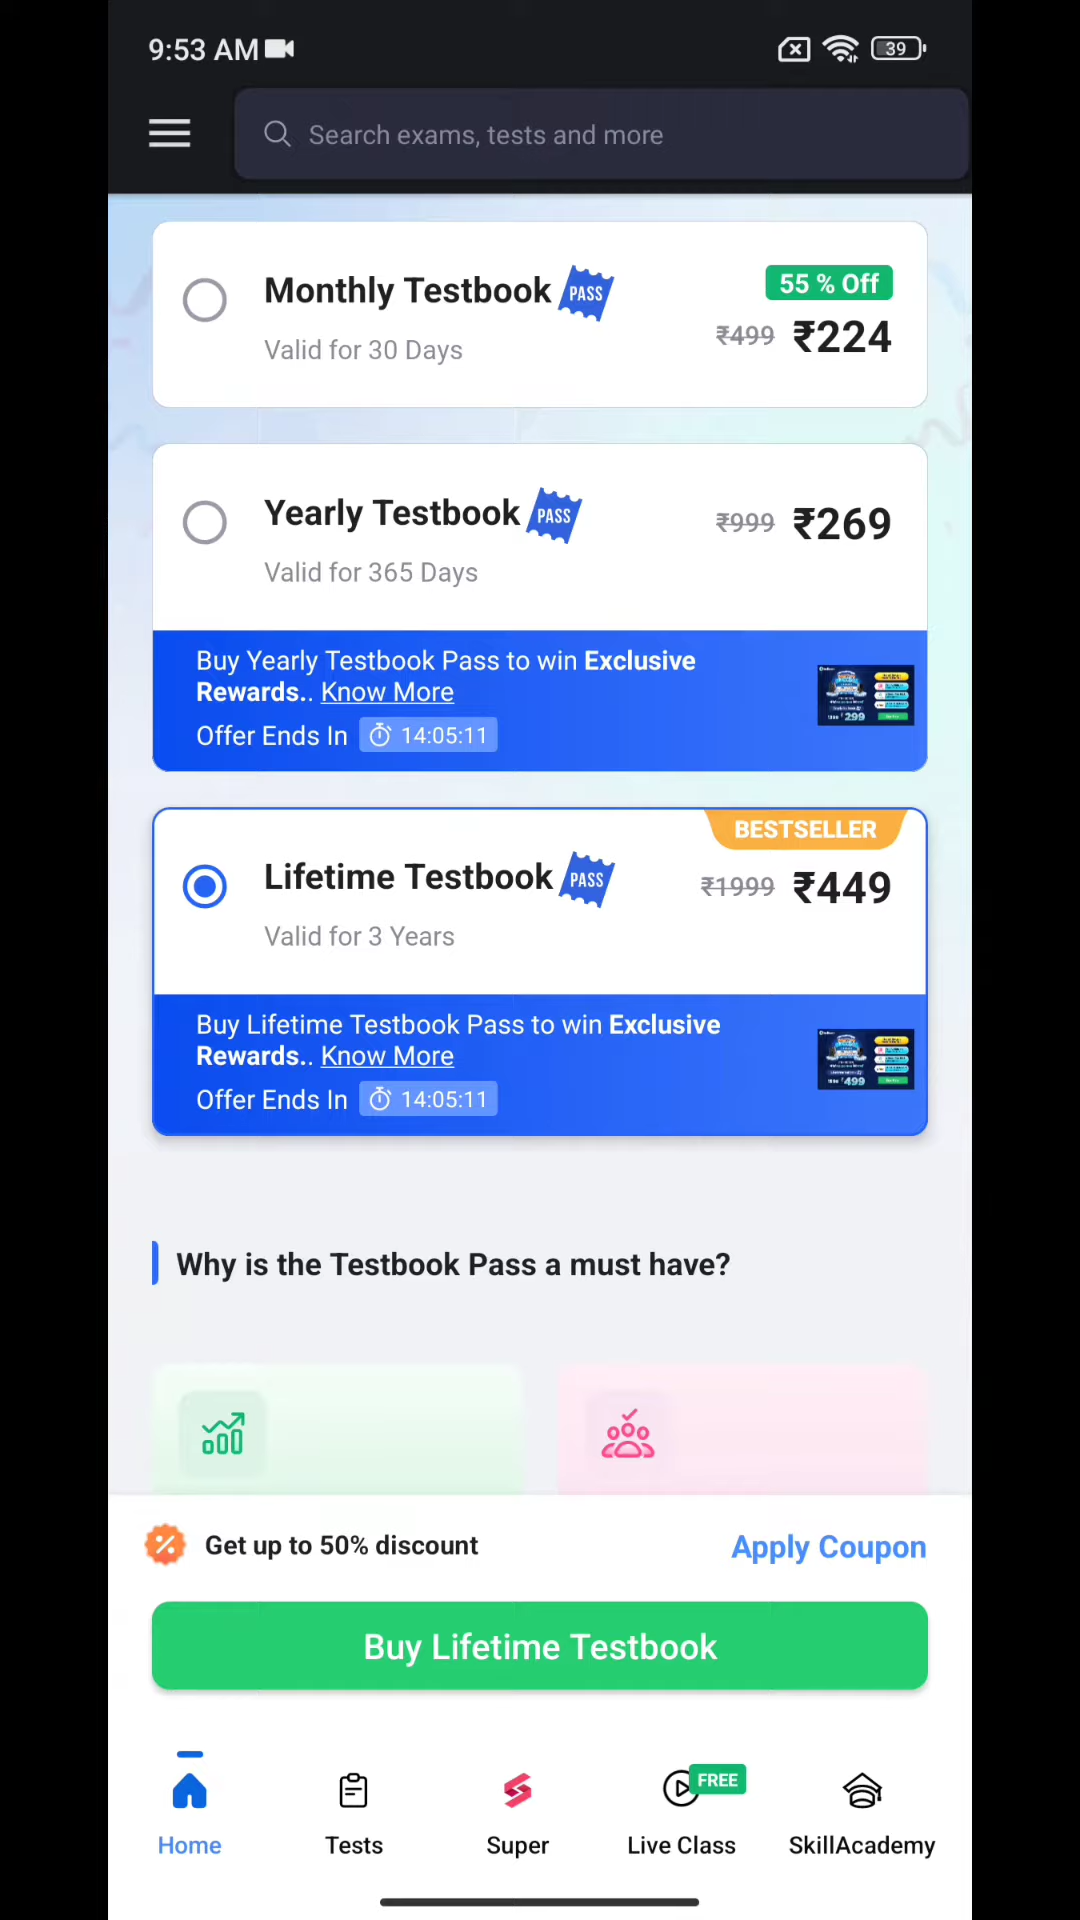 9:53 AM
39
Search exams, tests and more
Monthly Testbook PASS
55 % Off
₹499 ₹224
Valid for 30 Days
Yearly Testbook PASS
₹999 ₹269
Valid for 365 Days
Buy Yearly Testbook Pass to win Exclusive
Rewards.. Know More
299
Offer Ends In 14:05:11
BESTSELLER
Lifetime Testbook PASS
₹1999 ₹449
Valid for 3 Years
Buy Lifetime Testbook Pass to win Exclusive
Rewards.. Know More
499
Offer Ends In 14:05:11
Why is the Testbook Pass a must have?
Get up to 50% discount
Apply Coupon
Buy Lifetime Testbook
FREE
Home
Tests
Super
Live Class
SkillAcademy